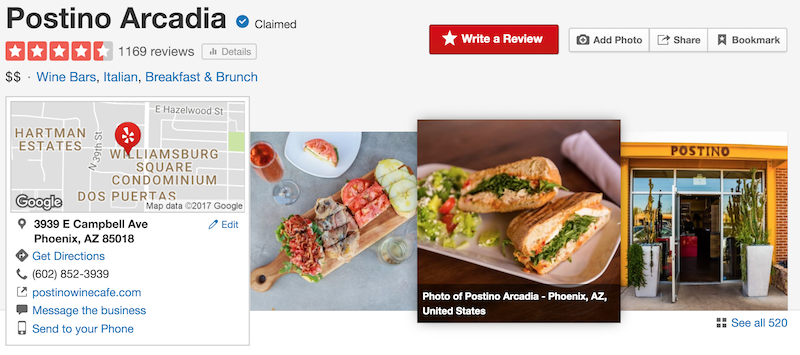 Postino Arcadia Claimed
1169 reviews Details
$$ · Wine Bars, Italian, Breakfast & Brunch
Write a Review
Add Photo
Share
Bookmark
E Hazelwood St
HARTMAN
ESTATES
N 39th St
WILLIAMSBURG
SQUARE
CONDOMINIUM
DOS PUERTAS
Google
Map data ©2017 Google
3939 E Campbell Ave
Phoenix, AZ 85018
Edit
Get Directions
(602) 852-3939
postinowinecafe.com
Message the business
Send to your Phone
Photo of Postino Arcadia - Phoenix, AZ,
United States
POSTINO
See all 520